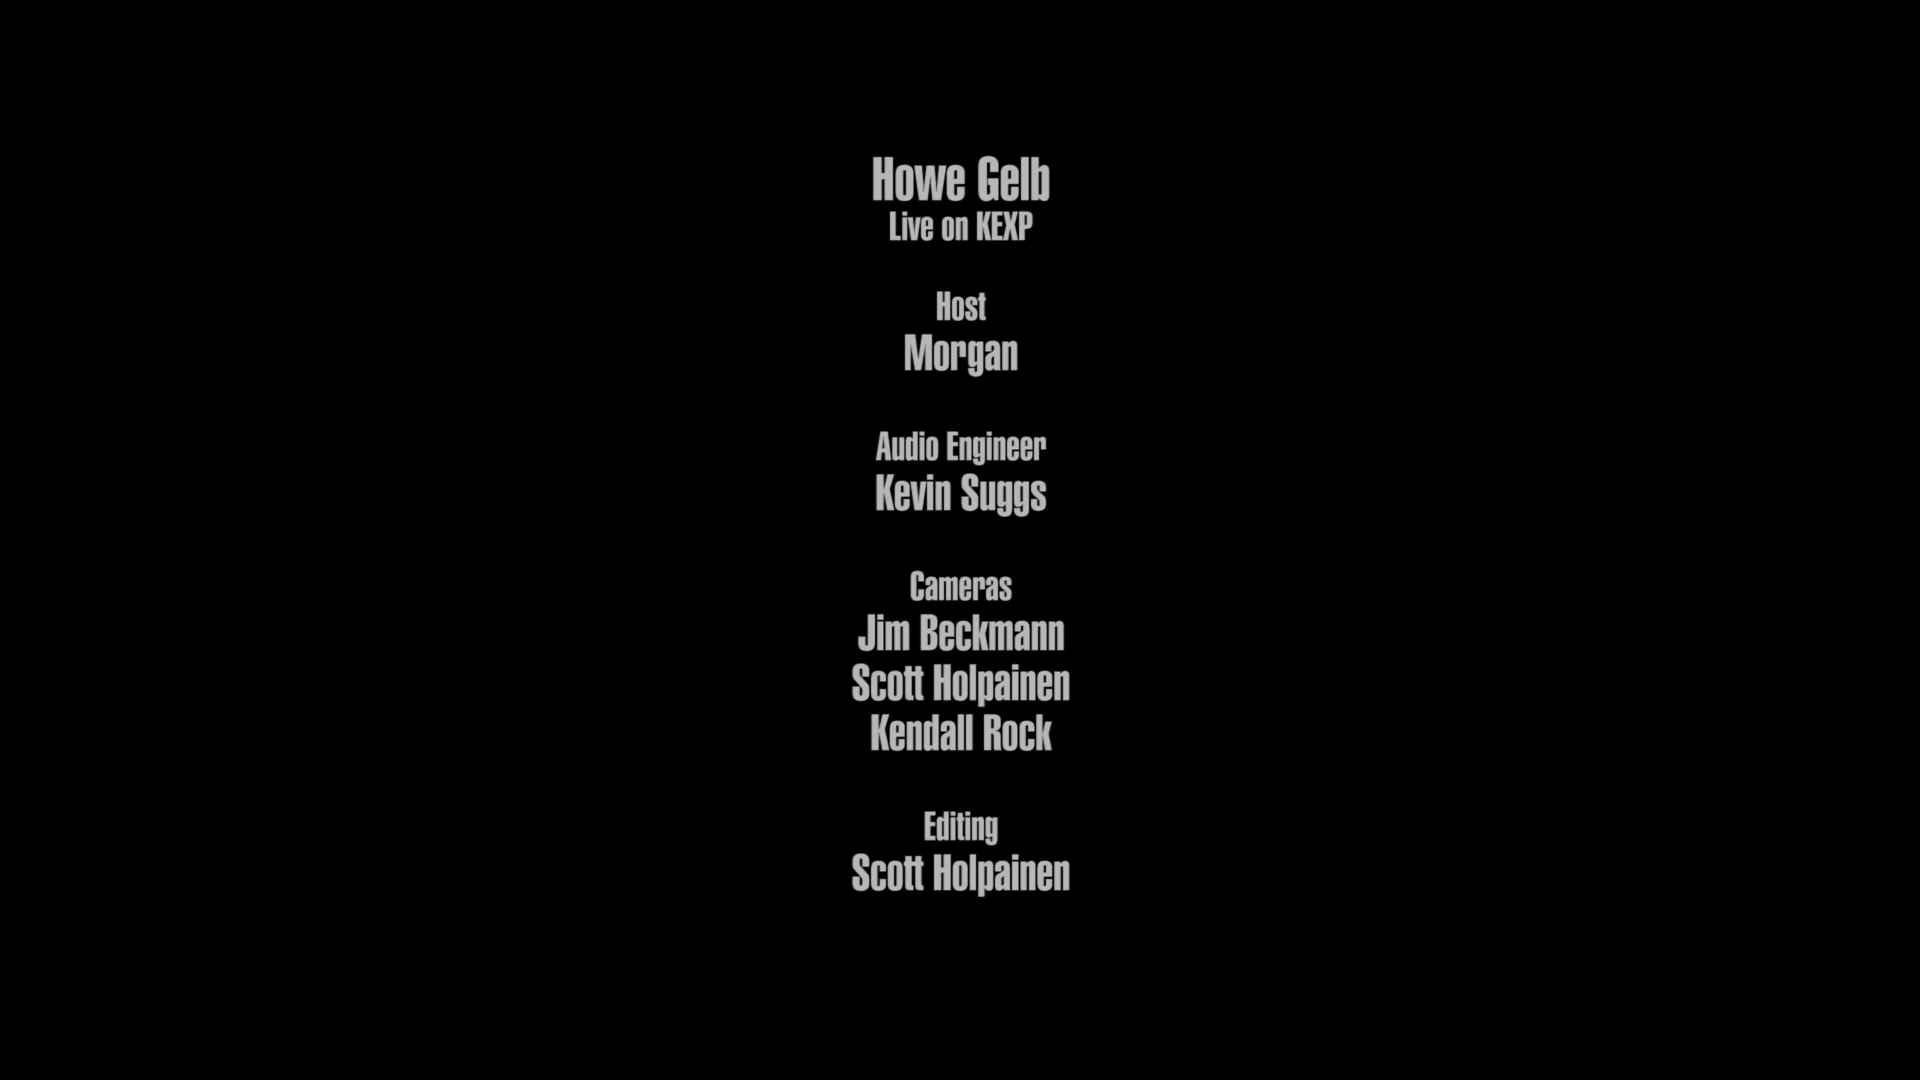 Howe Gelb
Live on KEXP
Host
Morgan
Audio Engineer
Kevin Suggs
Cameras
Jim Beckmann
Scott Holpainen
Kendall Rock
Editing
Scott Holpainen